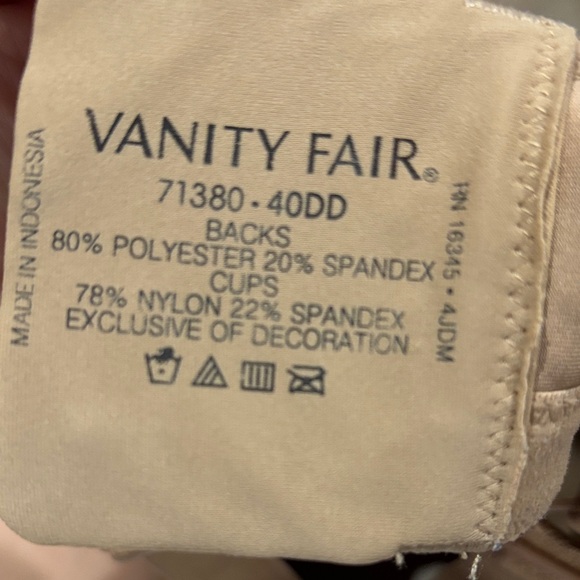 VANITY FAIR®
71380 • 40DD
BACKS
80% POLYESTER 20% SPANDEX
CUPS
78% NYLON 22% SPANDEX
EXCLUSIVE OF DECORATION
MADE IN INDONESIA
RN 16345 • 4JDM